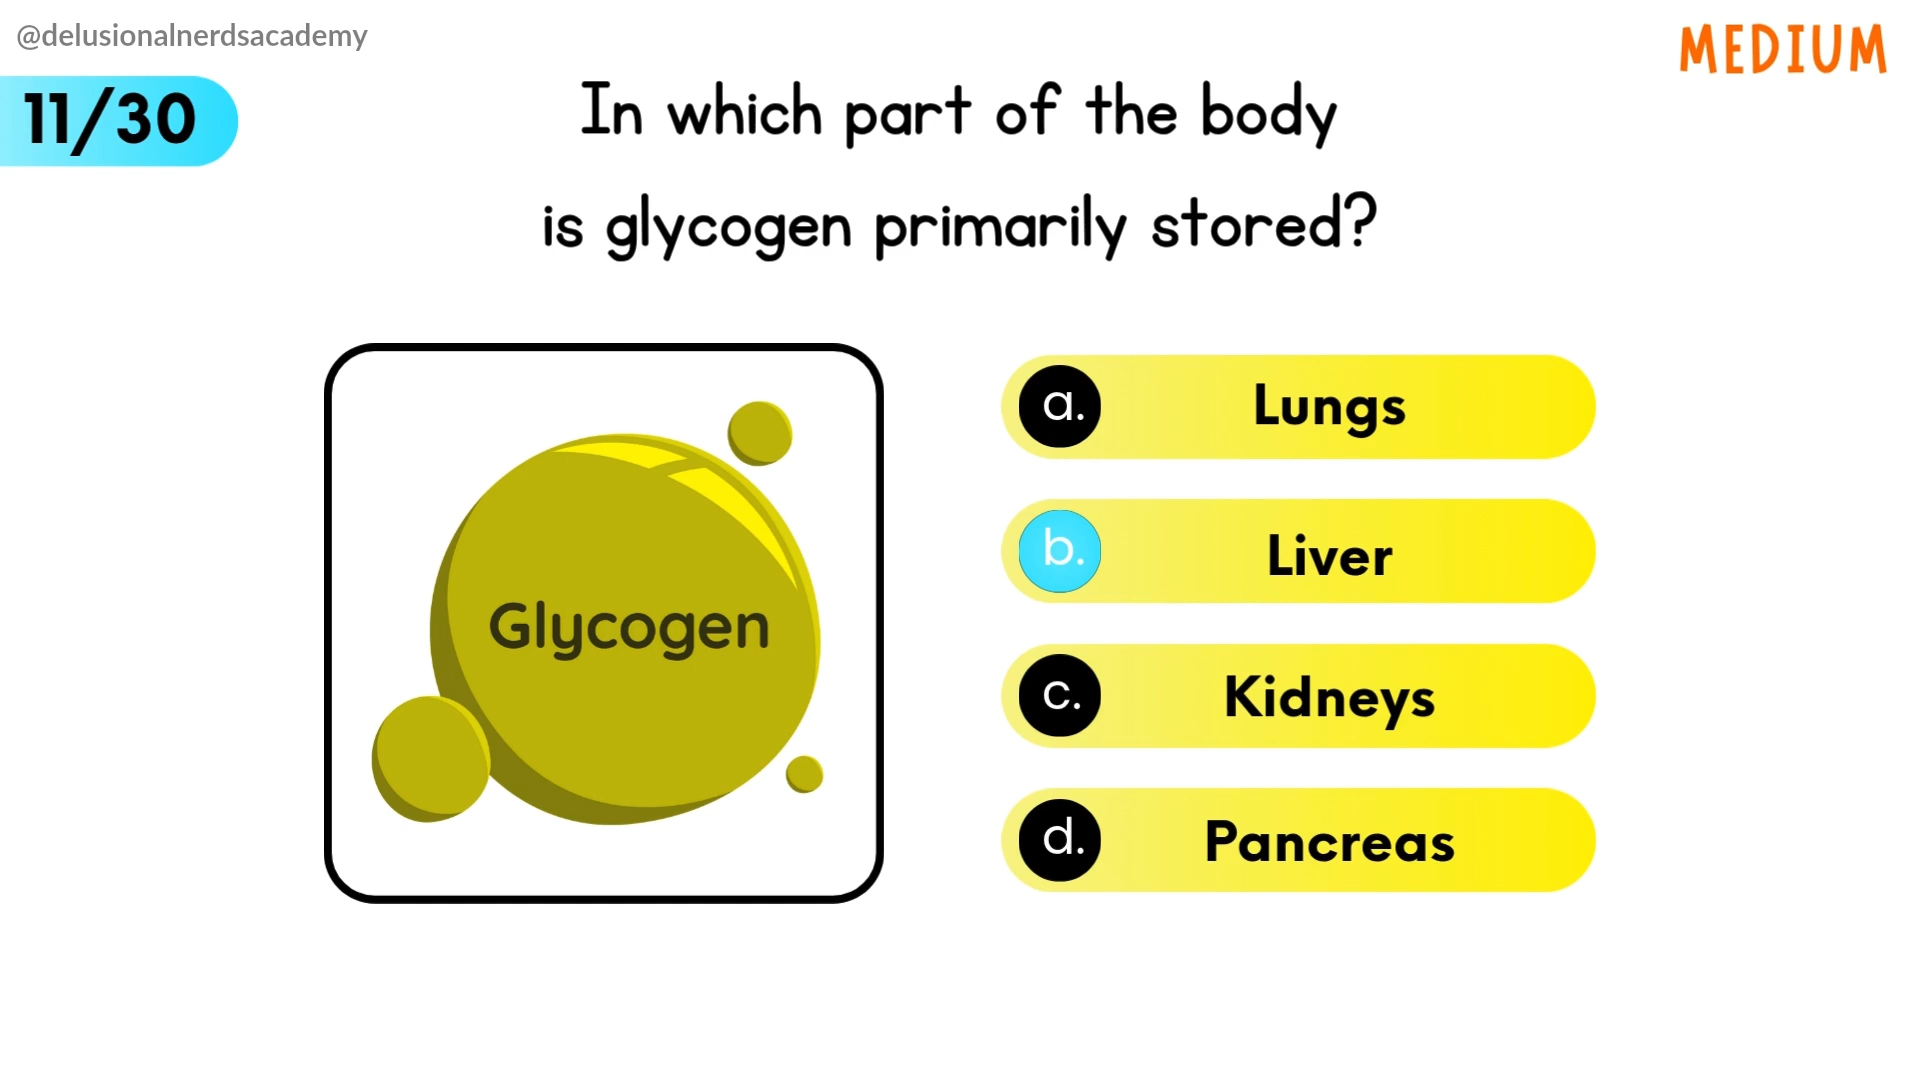 @delusionalnerdsacademy
MEDIUM
11/30
In which part of the body
is glycogen primarily stored?
Glycogen
a. Lungs
b. Liver
c. Kidneys
d. Pancreas